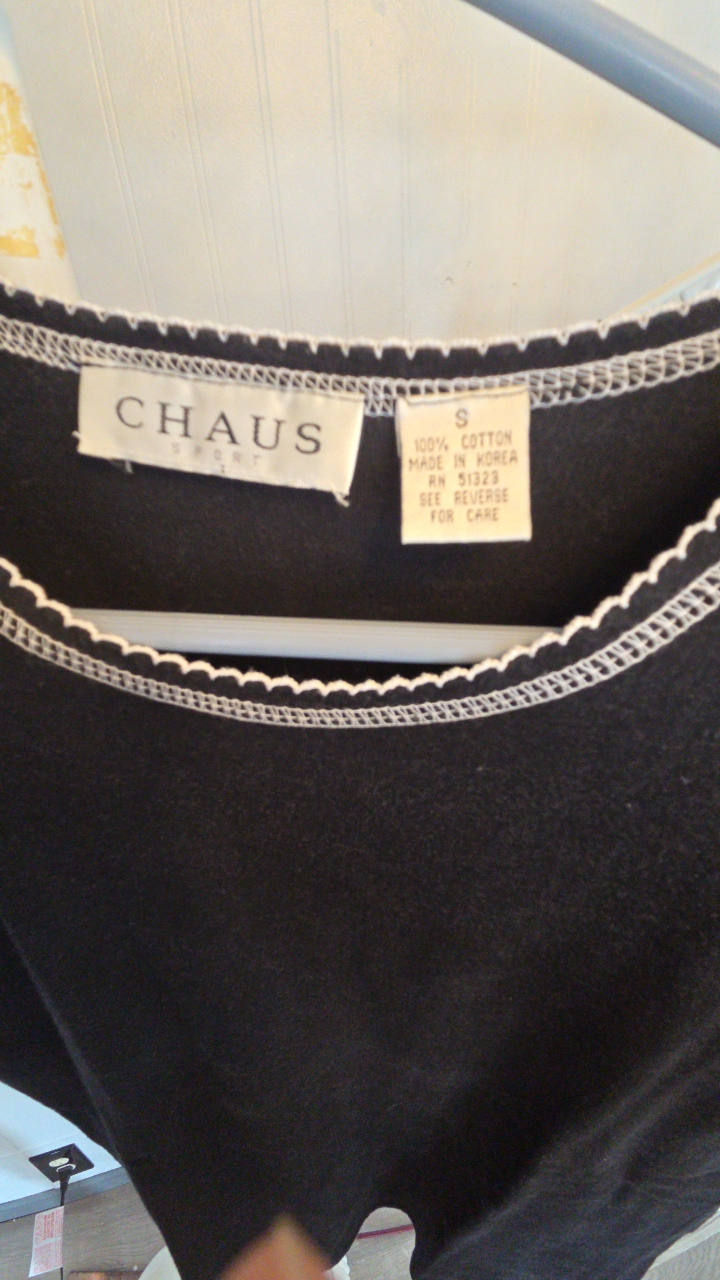 CHAUS
SPORT
S
100% COTTON
MADE IN KOREA
RN 51323
SEE REVERSE
FOR CARE